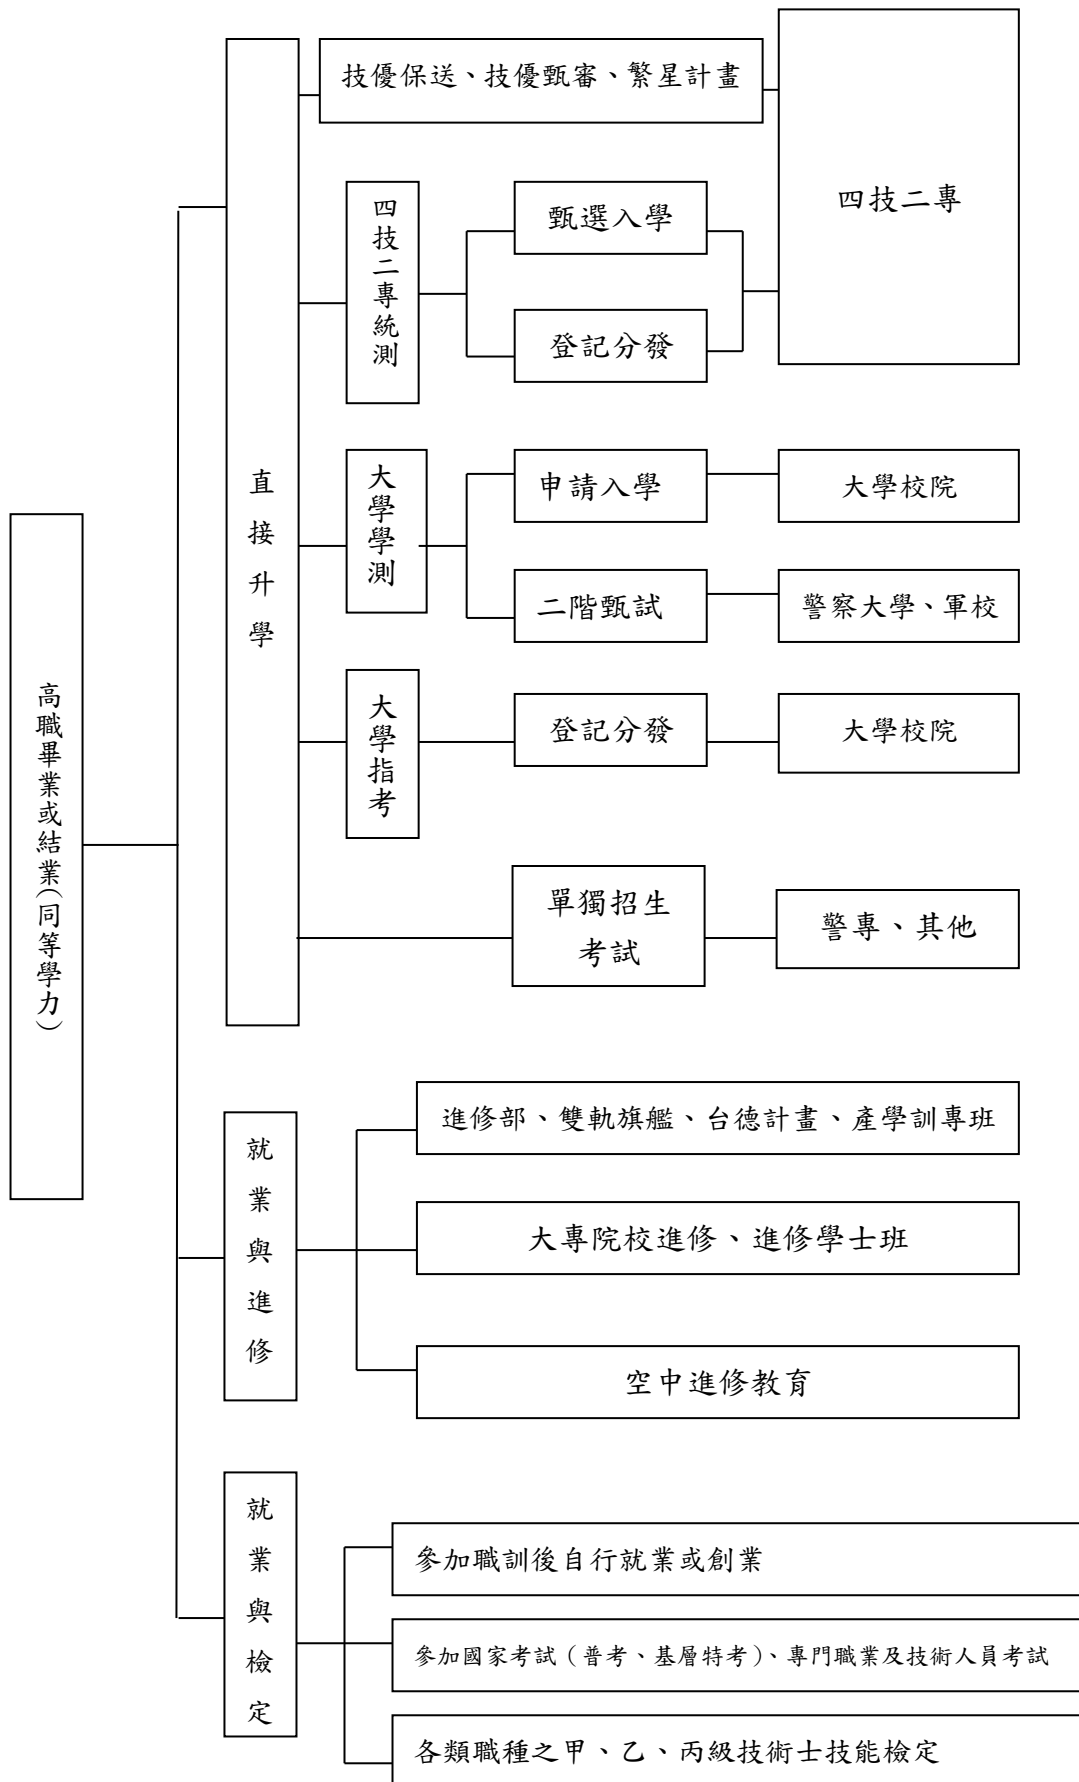 高職畢業或結業(同等學力)
直接升學
技優保送、技優甄審、繁星計畫
四技二專
四技二專統測
甄選入學
登記分發
大學學測
申請入學
大學校院
二階甄試
警察大學、軍校
大學指考
登記分發
大學校院
單獨招生
考試
警專、其他
就業與進修
進修部、雙軌旗艦、台德計畫、產學訓專班
大專院校進修、進修學士班
空中進修教育
就業與檢定
參加職訓後自行就業或創業
參加國家考試（普考、基層特考）、專門職業及技術人員考試
各類職種之甲、乙、丙級技術士技能檢定